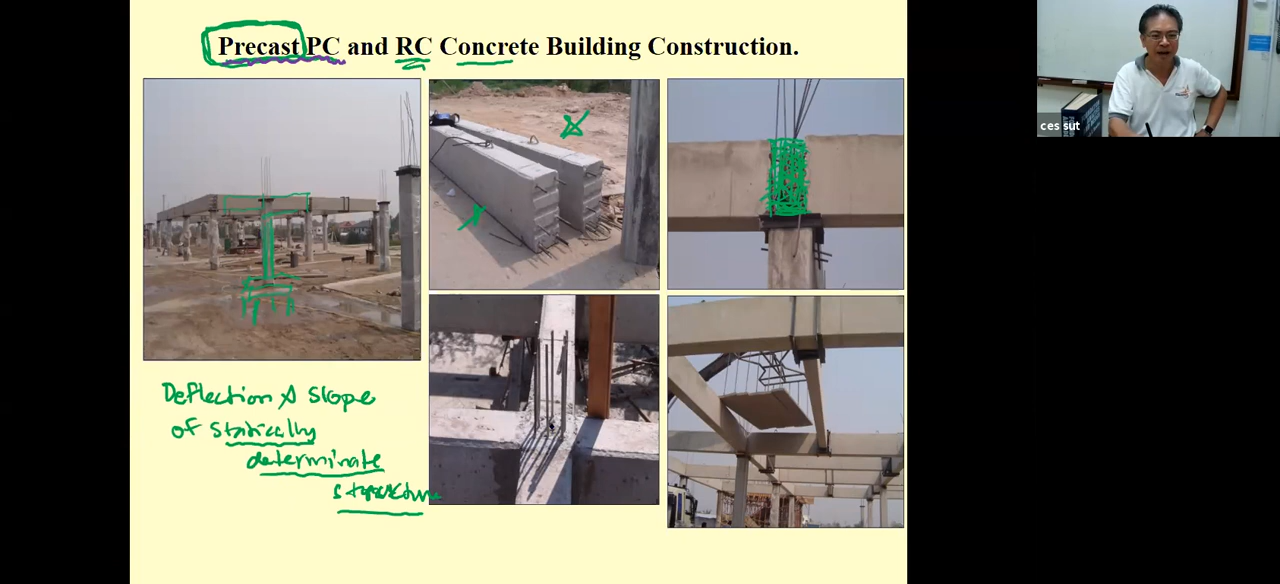 Precast PC and RC Concrete Building Construction.
ces sut
Deflection & slope
of statically
determinate
structure